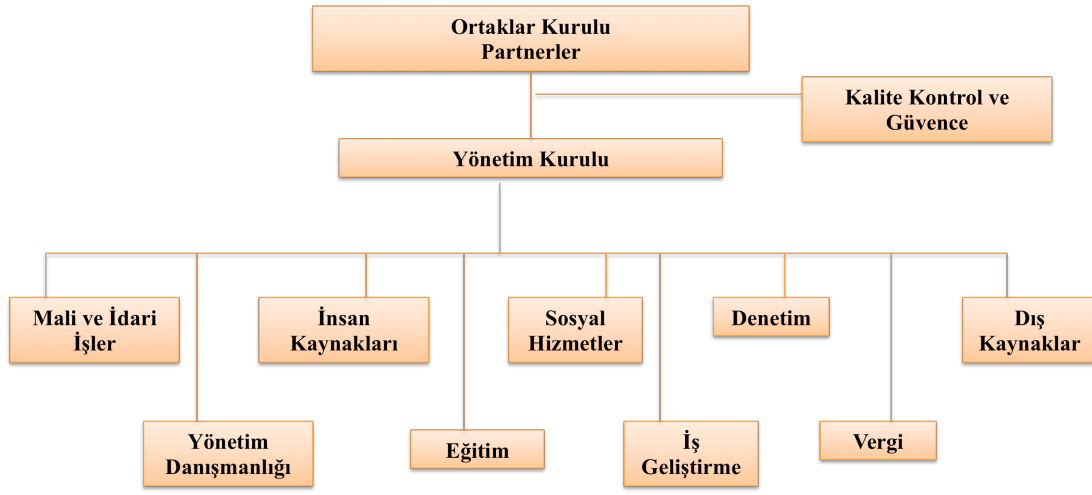 Ortaklar Kurulu
Partnerler
Kalite Kontrol ve
Güvence
Yönetim Kurulu
Mali ve İdari
İşler
İnsan
Kaynakları
Sosyal
Hizmetler
Denetim
Dış
Kaynaklar
Yönetim
Danışmanlığı
Eğitim
İş
Geliştirme
Vergi